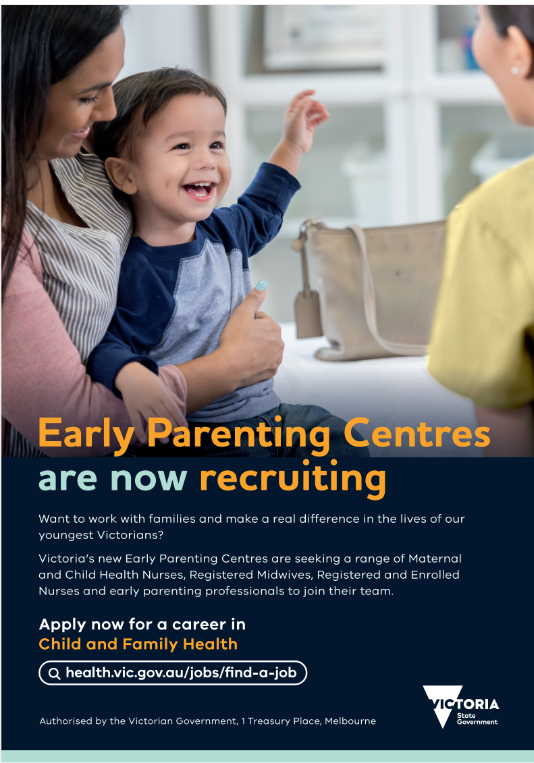 Early Parenting Centres
are now recruiting
Want to work with families and make a real difference in the lives of our
youngest Victorians?
Victoria's new Early Parenting Centres are seeking a range of Maternal
and Child Health Nurses, Registered Midwives, Registered and Enrolled
Nurses and early parenting professionals to join their team.
Apply now for a career in
Child and Family Health
health.vic.gov.au/jobs/find-a-job
VICTORIA
State
Government
Authorised by the Victorian Government, 1 Treasury Place, Melbourne